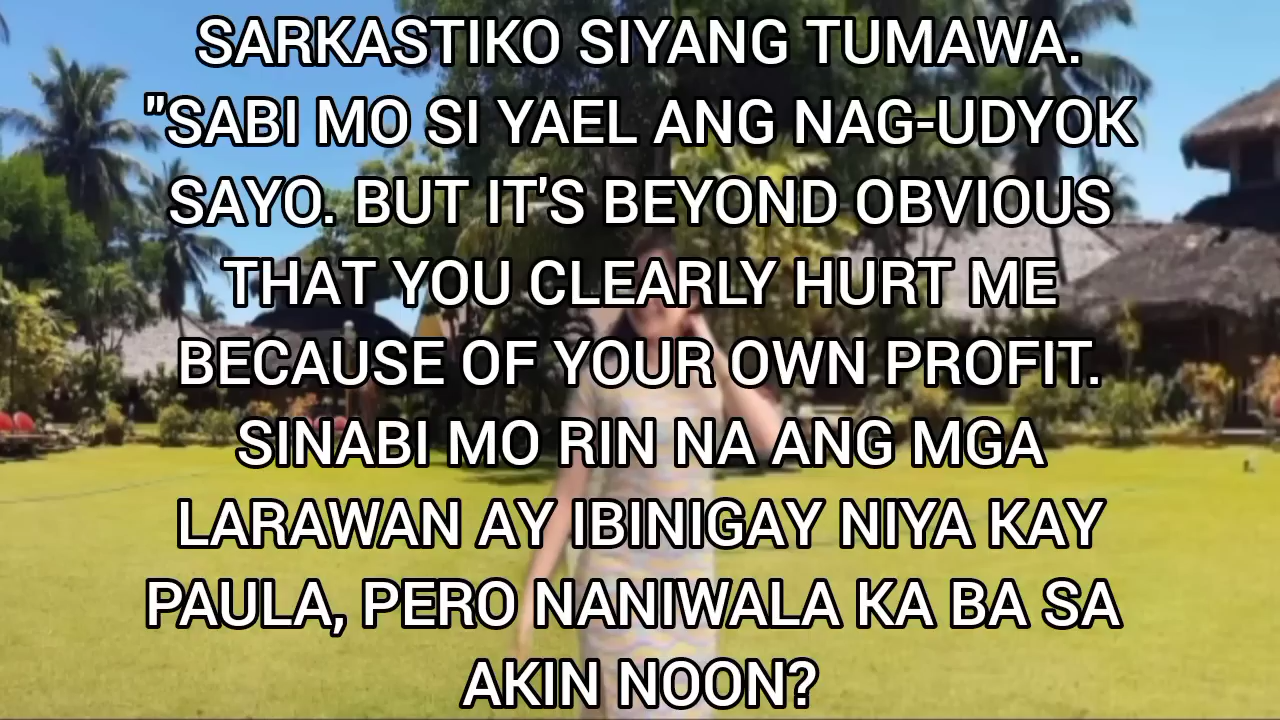 SARKASTIKO SIYANG TUMAWA.
"SABI MO SI YAEL ANG NAG-UDYOK
SAYO. BUT IT'S BEYOND OBVIOUS
THAT YOU CLEARLY HURT ME
BECAUSE OF YOUR OWN PROFIT.
SINABI MO RIN NA ANG MGA
LARAWAN AY IBINIGAY NIYA KAY
PAULA, PERO NANIWALA KA BA SA
AKIN NOON?